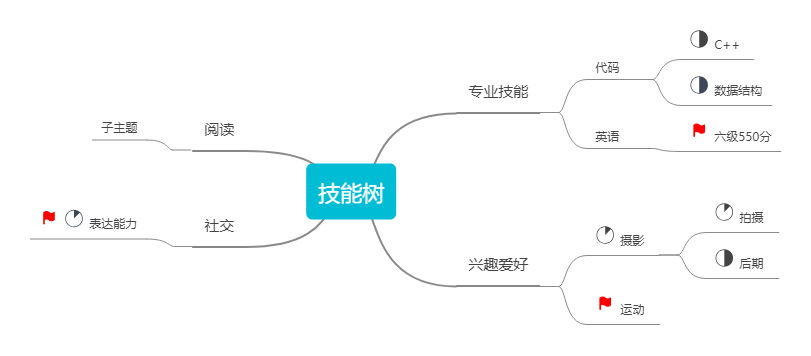 技能树
专业技能
代码
C++
数据结构
英语
六级550分
兴趣爱好
摄影
拍摄
后期
运动
阅读
子主题
社交
表达能力